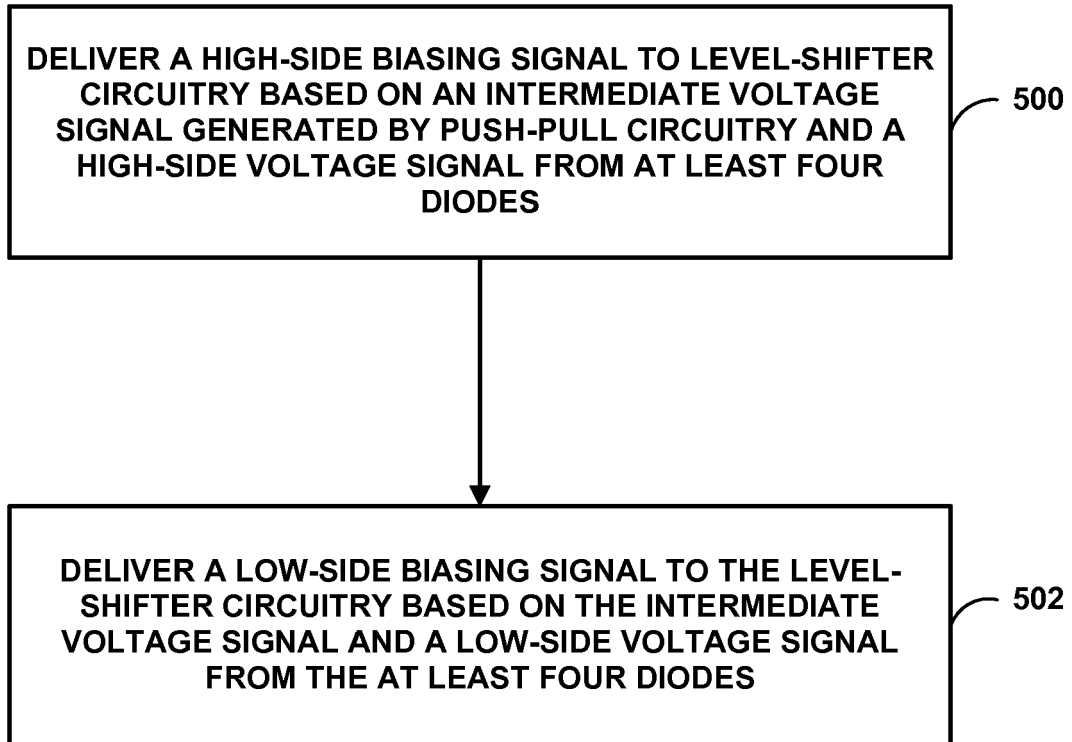 DELIVER A HIGH-SIDE BIASING SIGNAL TO LEVEL-SHIFTER
CIRCUITRY BASED ON AN INTERMEDIATE VOLTAGE
SIGNAL GENERATED BY PUSH-PULL CIRCUITRY AND A
HIGH-SIDE VOLTAGE SIGNAL FROM AT LEAST FOUR
DIODES
500
DELIVER A LOW-SIDE BIASING SIGNAL TO THE LEVEL-
SHIFTER CIRCUITRY BASED ON THE INTERMEDIATE
VOLTAGE SIGNAL AND A LOW-SIDE VOLTAGE SIGNAL
FROM THE AT LEAST FOUR DIODES
502